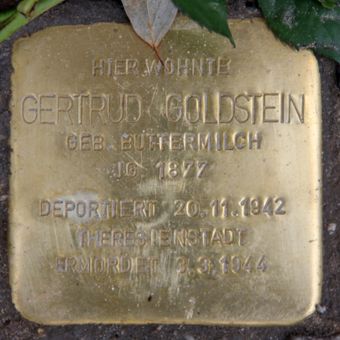 HIER WOHNTE
GERTRUD GOLDSTEIN
GEB. BUTTERMILCH
JG. 1877
DEPORTIERT 20.11.1942
THERESIENSTADT
ERMORDET 3.3.1944